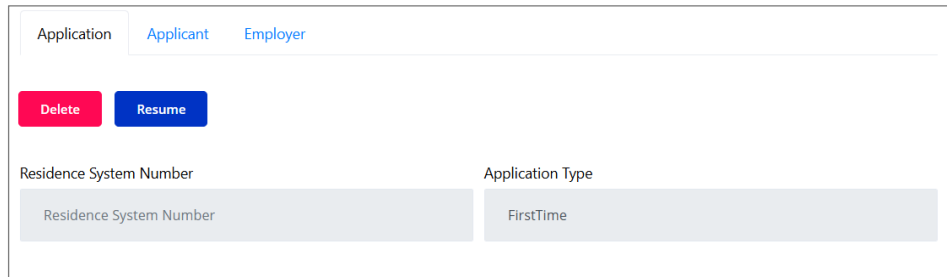 Application Applicant Employer
Delete Resume
Residence System Number Application Type
Residence System Number FirstTime